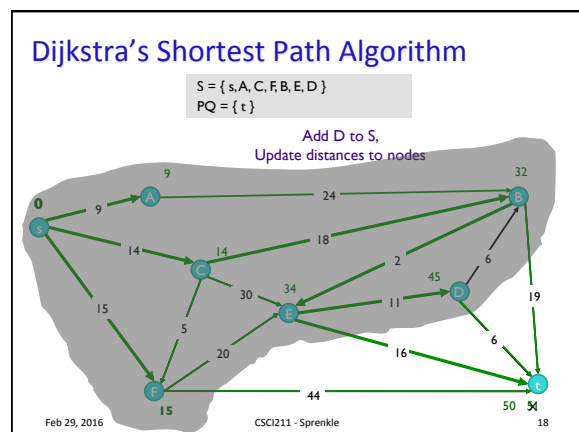 Dijkstra's Shortest Path Algorithm
S = { s, A, C, F, B, E, D }
PQ = { t }
Add D to S,
Update distances to nodes
9
32
0
A
24
B
9
s
14
14
18
C
2
6
34
45
30
D
15
E
11
19
5
20
6
16
F
44
t
15
50 51
Feb 29, 2016
CSCI211 - Sprenkle
18